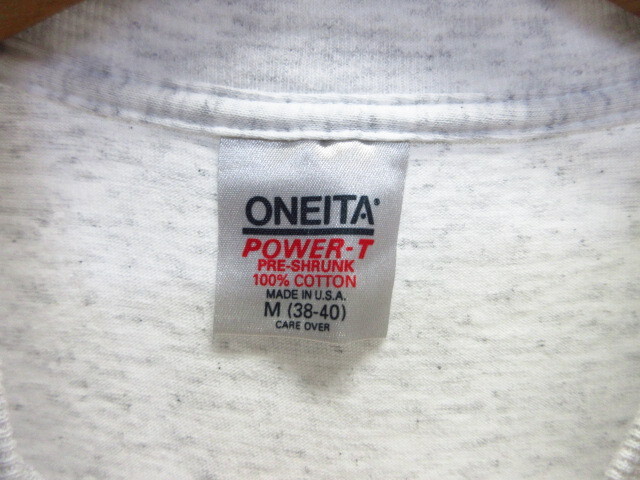 ONEITA®
POWER-T
PRE-SHRUNK
100% COTTON
MADE IN U.S.A.
M (38-40)
CARE OVER